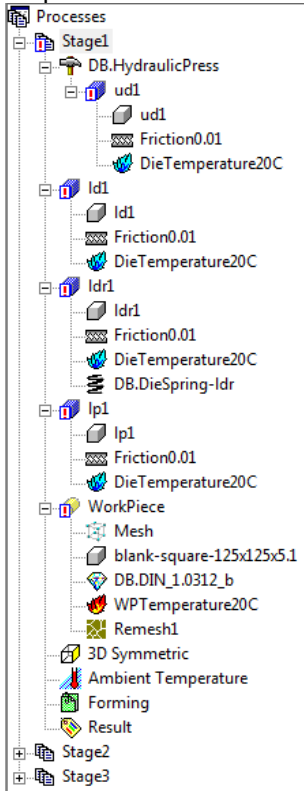 Processes
Stage1
DB.HydraulicPress
ud1
ud1
Friction0.01
DieTemperature20C
ld1
ld1
Friction0.01
DieTemperature20C
ldr1
ldr1
Friction0.01
DieTemperature20C
DB.DieSpring-ldr
lp1
lp1
Friction0.01
DieTemperature20C
WorkPiece
Mesh
blank-square-125x125x5.1
DB.DIN_1.0312_b
WPTemperature20C
Remesh1
3D Symmetric
Ambient Temperature
Forming
Result
Stage2
Stage3